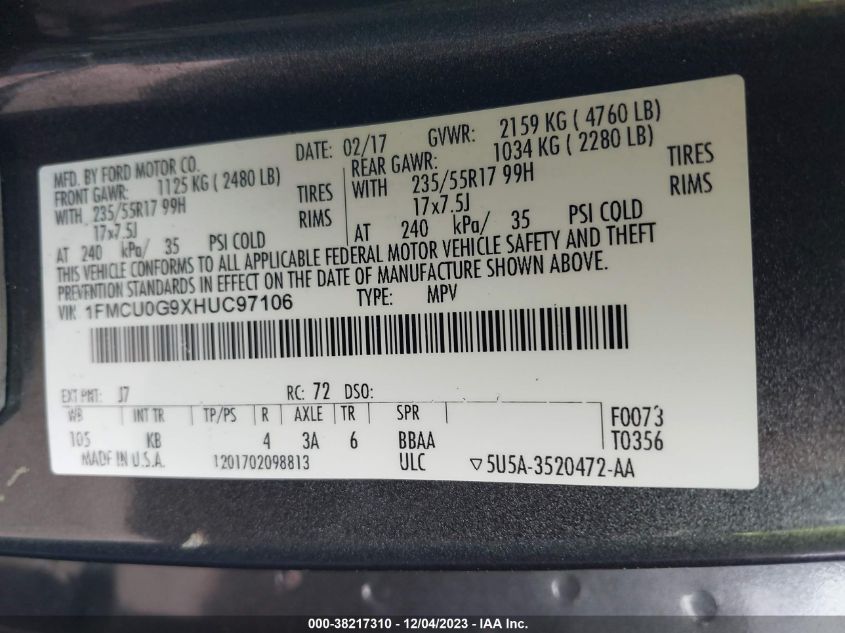 MFD. BY FORD MOTOR CO. DATE: 02/17 GVWR: 2159 KG ( 4760 LB)
FRONT GAWR: 1125 KG ( 2480 LB) REAR GAWR: 1034 KG ( 2280 LB)
WITH 235/55R17 99H TIRES WITH 235/55R17 99H TIRES
17x7.5J RIMS 17x7.5J RIMS
AT 240 kPa/ 35 PSI COLD AT 240 kPa/ 35 PSI COLD
THIS VEHICLE CONFORMS TO ALL APPLICABLE FEDERAL MOTOR VEHICLE SAFETY AND THEFT
PREVENTION STANDARDS IN EFFECT ON THE DATE OF MANUFACTURE SHOWN ABOVE.
VIN: 1FMCU0G9XHUC97106 TYPE: MPV
EXT PNT: J7 RC: 72 DSO:
WB INT TR TP/PS R AXLE TR SPR F0073
105 KB 4 3A 6 BBAA T0356
MADE IN U.S.A. 1201702098813 ULC ▽5U5A-3520472-AA
000-38217310 - 12/04/2023 - IAA Inc.